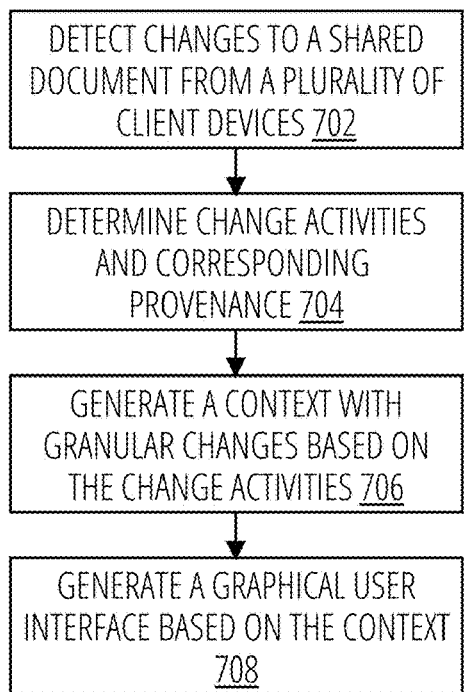 DETECT CHANGES TO A SHARED
DOCUMENT FROM A PLURALITY OF
CLIENT DEVICES 702
DETERMINE CHANGE ACTIVITIES
AND CORRESPONDING
PROVENANCE 704
GENERATE A CONTEXT WITH
GRANULAR CHANGES BASED ON
THE CHANGE ACTIVITIES 706
GENERATE A GRAPHICAL USER
INTERFACE BASED ON THE CONTEXT
708